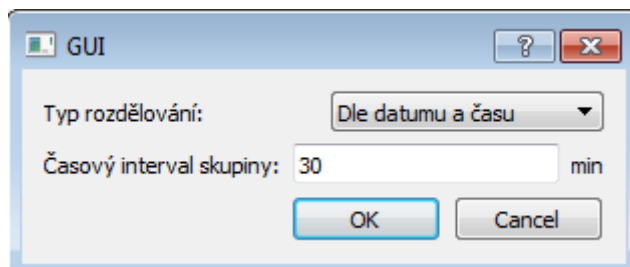 GUI
Typ rozdělování: Dle datumu a času
Časový interval skupiny: 30 min
OK Cancel